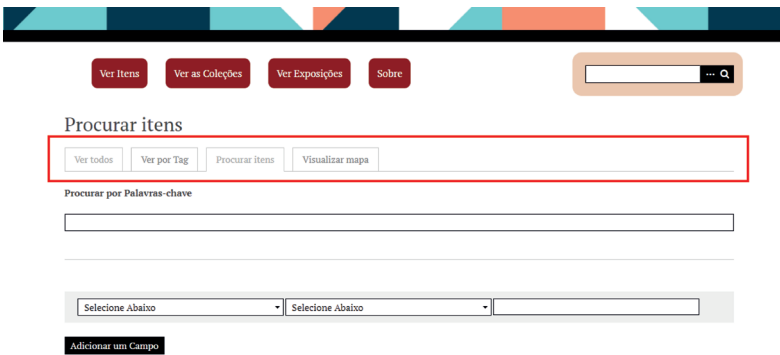 Ver Itens Ver as Coleções Ver Exposições Sobre
...
Procurar itens
Ver todos Ver por Tag Procurar itens Visualizar mapa
Procurar por Palavras-chave
Selecione Abaixo Selecione Abaixo
Adicionar um Campo